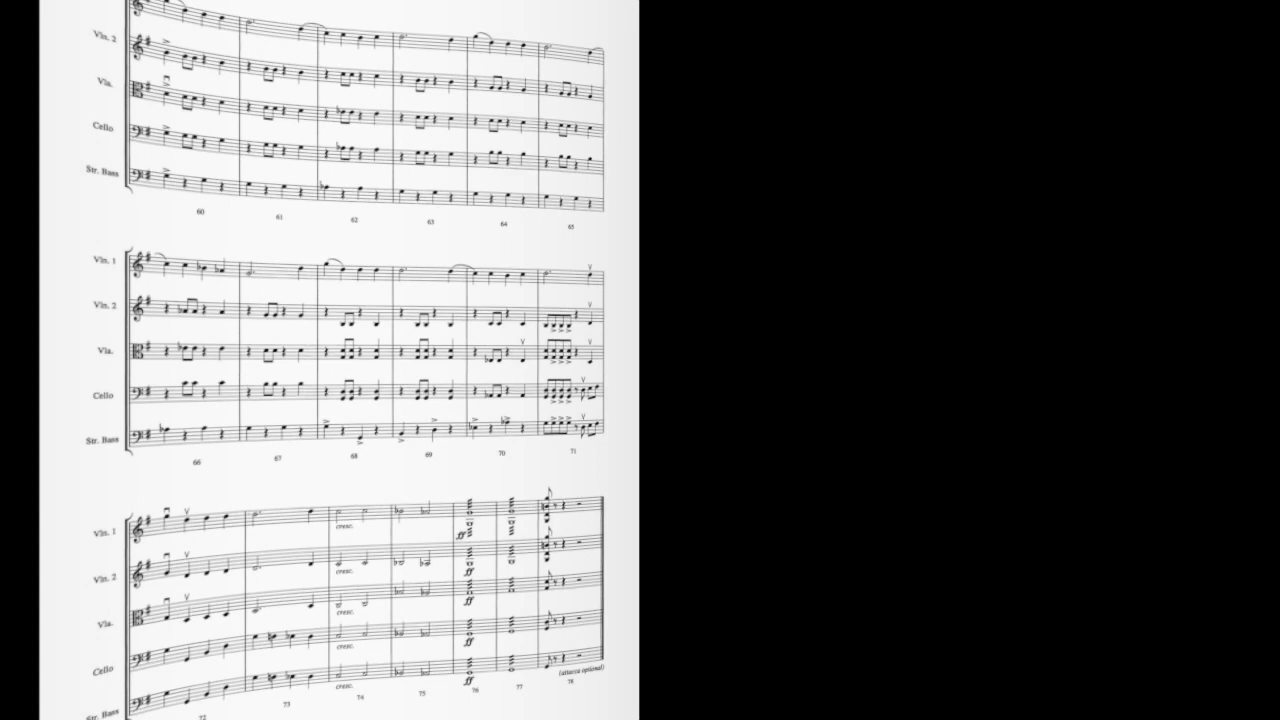 Vln. 2
Vla.
Cello
Str. Bass
60 61 62 63 64 65
Vln. 1
Vln. 2
Vla.
Cello
Str. Bass
66 67 68 69 70 71
Vln. 1
cresc.
ff
Vln. 2
cresc.
ff
Vla.
cresc.
ff
Cello
cresc.
ff
Str. Bass
cresc.
ff
(attacca optional)
72 73 74 75 76 77 78